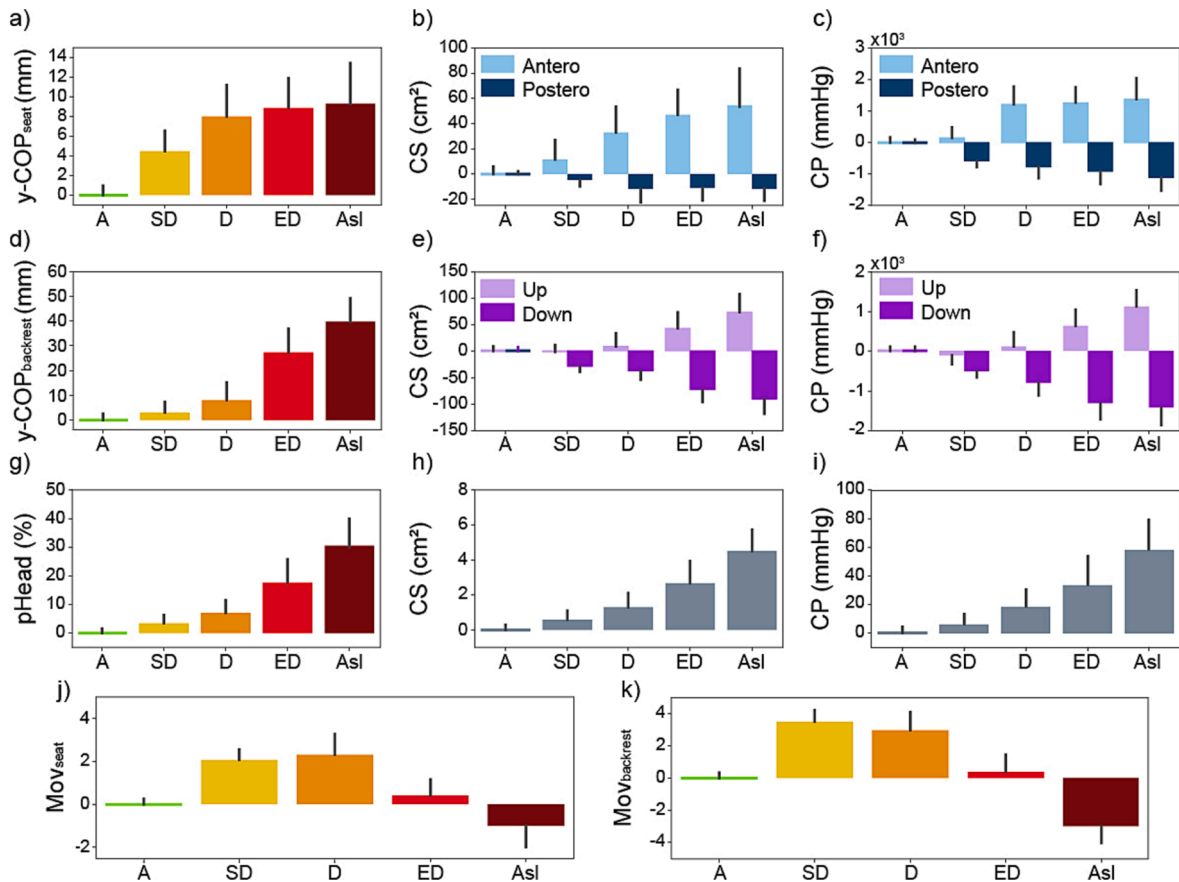 a)
y-COPseat (mm)
14
12
10
8
6
4
2
0
A SD D ED Asl
b)
CS (cm²)
100
80
60
40
20
0
-20
Antero
Postero
A SD D ED Asl
c)
x10³
CP (mmHg)
3
2
1
0
-1
-2
Antero
Postero
A SD D ED Asl
d)
y-COPbackrest (mm)
60
50
40
30
20
10
0
A SD D ED Asl
e)
CS (cm²)
150
100
50
0
-50
-100
-150
Up
Down
A SD D ED Asl
f)
x10³
CP (mmHg)
2
1
0
-1
-2
Up
Down
A SD D ED Asl
g)
pHead (%)
50
40
30
20
10
0
A SD D ED Asl
h)
CS (cm²)
8
6
4
2
0
A SD D ED Asl
i)
CP (mmHg)
100
80
60
40
20
0
A SD D ED Asl
j)
Movseat
4
2
0
-2
A SD D ED Asl
k)
Movbackrest
4
2
0
-2
-4
A SD D ED Asl